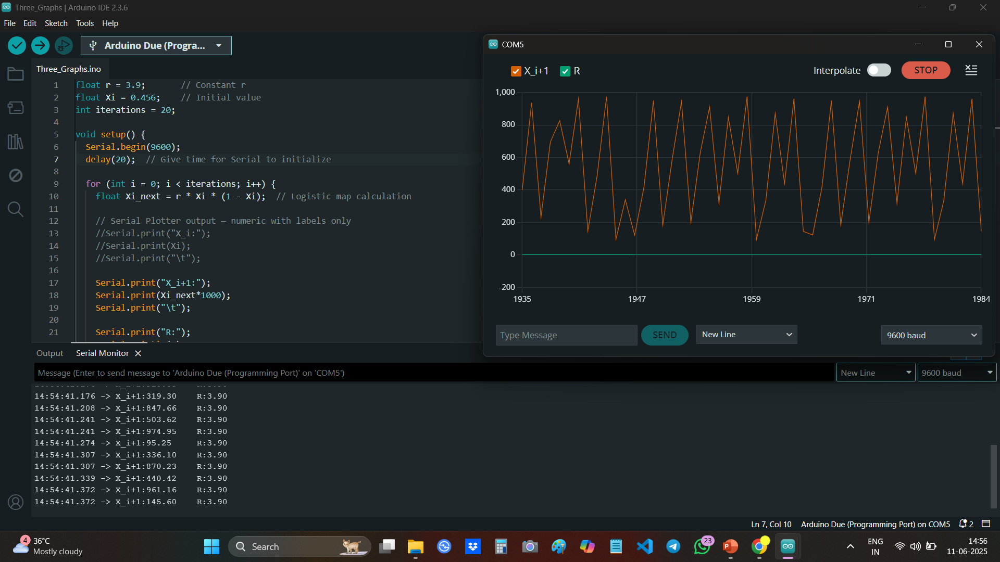 Three_Graphs | Arduino IDE 2.3.6
File Edit Sketch Tools Help
Arduino Due (Progra...
Three_Graphs.ino
1 float r = 3.9; // Constant r
2 float Xi = 0.456; // Initial value
3 int iterations = 20;
4
5 void setup() {
6 Serial.begin(9600);
7 delay(20); // Give time for Serial to initialize
8
9 for (int i = 0; i < iterations; i++) {
10 float Xi_next = r * Xi * (1 - Xi); // Logistic map calculation
11
12 // Serial Plotter output — numeric with labels only
13 //Serial.print("X_i:");
14 //Serial.print(Xi);
15 //Serial.print("\t");
16
17 Serial.print("X_i+1:");
18 Serial.print(Xi_next*1000);
19 Serial.print("\t");
20
21 Serial.print("R:");
COM5
X_i+1 R Interpolate STOP
1,000
800
600
400
200
0
-200
1935 1947 1959 1971 1984
Type Message SEND New Line 9600 baud
Output Serial Monitor
Message (Enter to send message to 'Arduino Due (Programming Port)' on 'COM5') New Line 9600 baud
14:54:41.176 -> X_i+1:319.30 R:3.90
14:54:41.208 -> X_i+1:847.66 R:3.90
14:54:41.241 -> X_i+1:503.62 R:3.90
14:54:41.241 -> X_i+1:974.95 R:3.90
14:54:41.274 -> X_i+1:95.25 R:3.90
14:54:41.307 -> X_i+1:336.10 R:3.90
14:54:41.307 -> X_i+1:870.23 R:3.90
14:54:41.339 -> X_i+1:440.42 R:3.90
14:54:41.372 -> X_i+1:961.16 R:3.90
14:54:41.372 -> X_i+1:145.60 R:3.90
Ln 7, Col 10 Arduino Due (Programming Port) on COM5 2
4 36°C
Mostly cloudy
Search
23
P
ENG
IN
14:56
11-06-2025